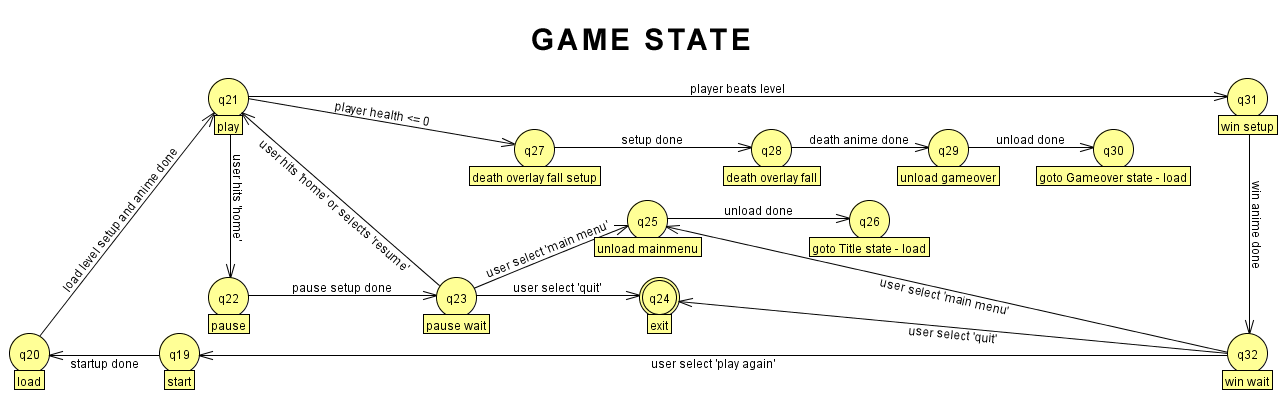 GAME STATE
player beats level
q21
play
player health <= 0
q31
win setup
q27
death overlay fall setup
setup done
q28
death overlay fall
death anime done
q29
unload gameover
unload done
q30
goto Gameover state - load
load level setup and anime done
user hits 'home'
user hits 'home' or selects 'resume'
q25
unload mainmenu
unload done
q26
goto Title state - load
win anime done
user select 'main menu'
q22
pause
pause setup done
q23
pause wait
user select 'quit'
q24
exit
user select 'main menu'
user select 'quit'
q20
load
startup done
q19
start
user select 'play again'
q32
win wait